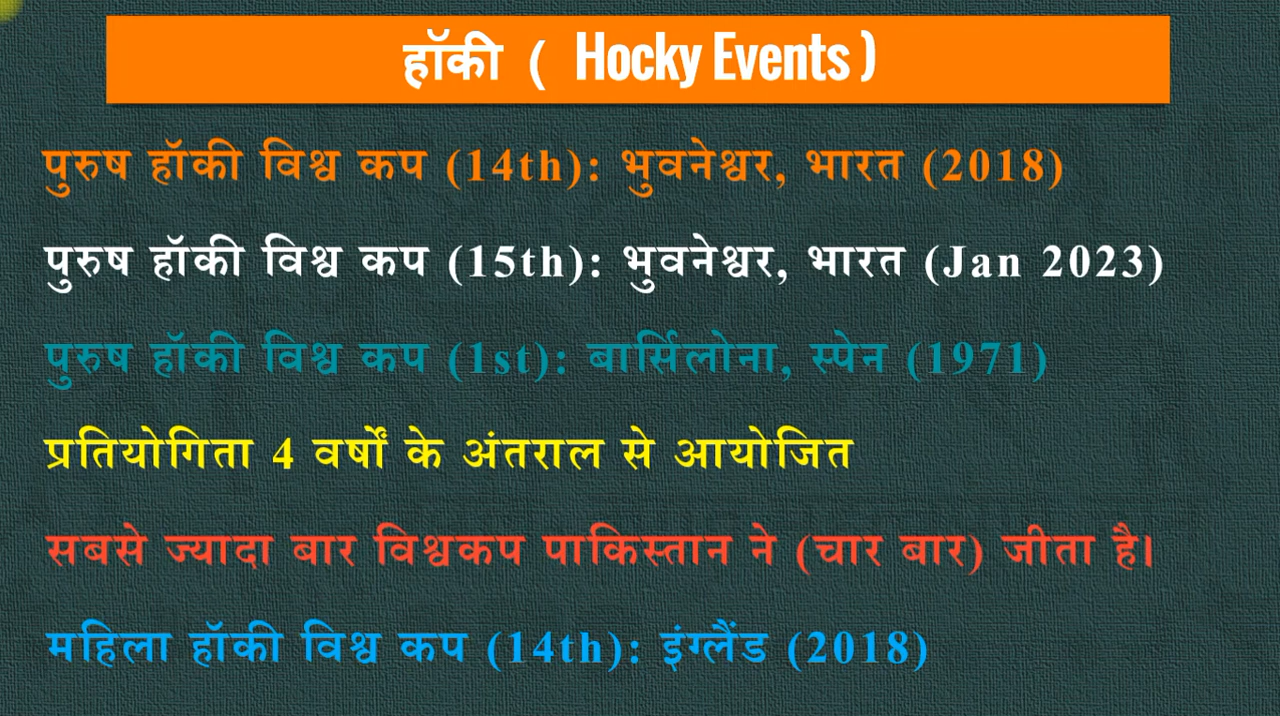 हॉकी ( Hocky Events )
पुरुष हॉकी विश्व कप (14th): भुवनेश्वर, भारत (2018)
पुरुष हॉकी विश्व कप (15th): भुवनेश्वर, भारत (Jan 2023)
पुरुष हॉकी विश्व कप (1st): बार्सिलोना, स्पेन (1971)
प्रतियोगिता 4 वर्षों के अंतराल से आयोजित
सबसे ज्यादा बार विश्वकप पाकिस्तान ने (चार बार) जीता है।
महिला हॉकी विश्व कप (14th): इंग्लैंड (2018)